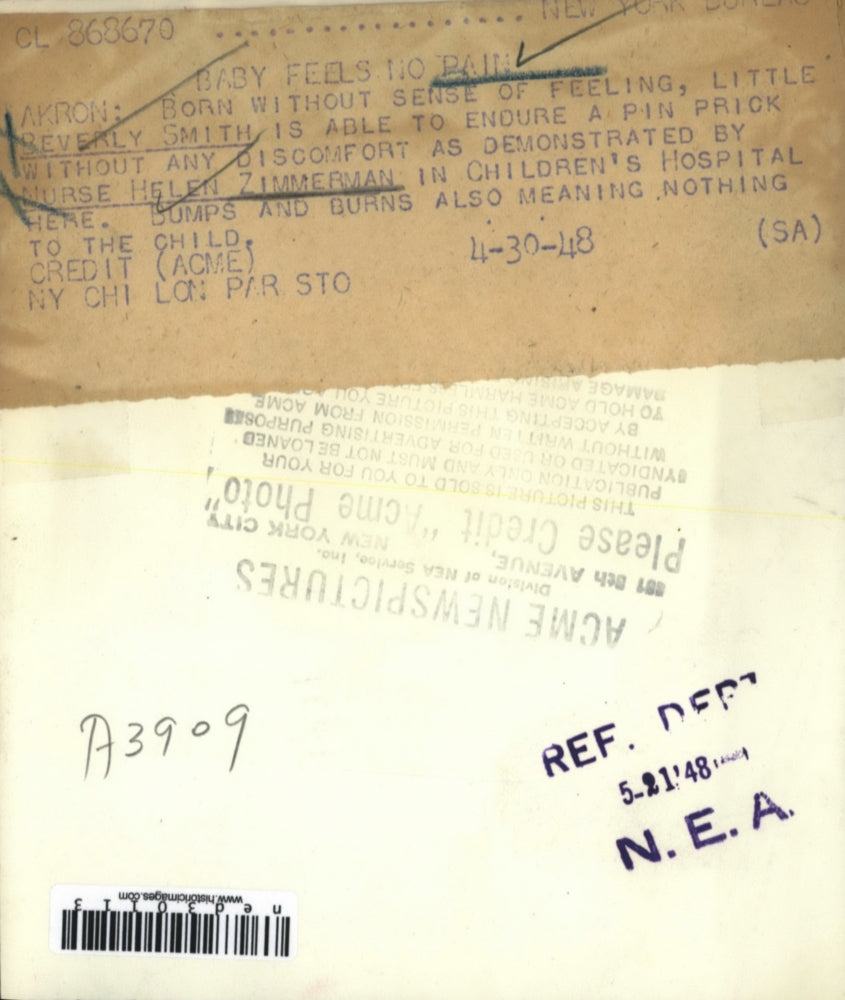 CL 868670 ..................... NEW YORK BUREAU
BABY FEELS NO PAIN
AKRON: BORN WITHOUT SENSE OF FEELING, LITTLE
BEVERLY SMITH IS ABLE TO ENDURE A PIN PRICK
WITHOUT ANY DISCOMFORT AS DEMONSTRATED BY
NURSE HELEN ZIMMERMAN IN CHILDREN'S HOSPITAL
HERE. BUMPS AND BURNS ALSO MEANING NOTHING
TO THE CHILD.
CREDIT (ACME) 4-30-48 (SA)
NY CHI LON PAR STO
ACME NEWSPICTURES
Division of NEA Service, Inc.
461 8th AVENUE, NEW YORK CITY
Please Credit "Acme Photo"
THIS PICTURE IS SOLD TO YOU FOR YOUR
PUBLICATION ONLY AND MUST NOT BE LOANED
SYNDICATED OR USED FOR ADVERTISING PURPOSES
WITHOUT WRITTEN PERMISSION FROM ACME
BY ACCEPTING THIS PICTURE YOU
TO HOLD ACME HARMLESS
DAMAGE ARISING
A3909
REF. DEPT
5-21-'48
N.E.A.
www.historicimages.com
ned30113